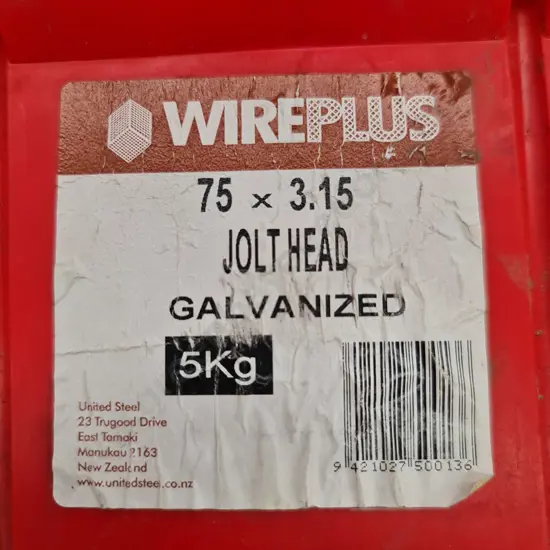 WIREPLUS
75 x 3.15
JOLT HEAD
GALVANIZED
5Kg
United Steel
23 Trugood Drive
East Tamaki
Manukau 2163
New Zealand
www.unitedsteel.co.nz
9 421027 500136